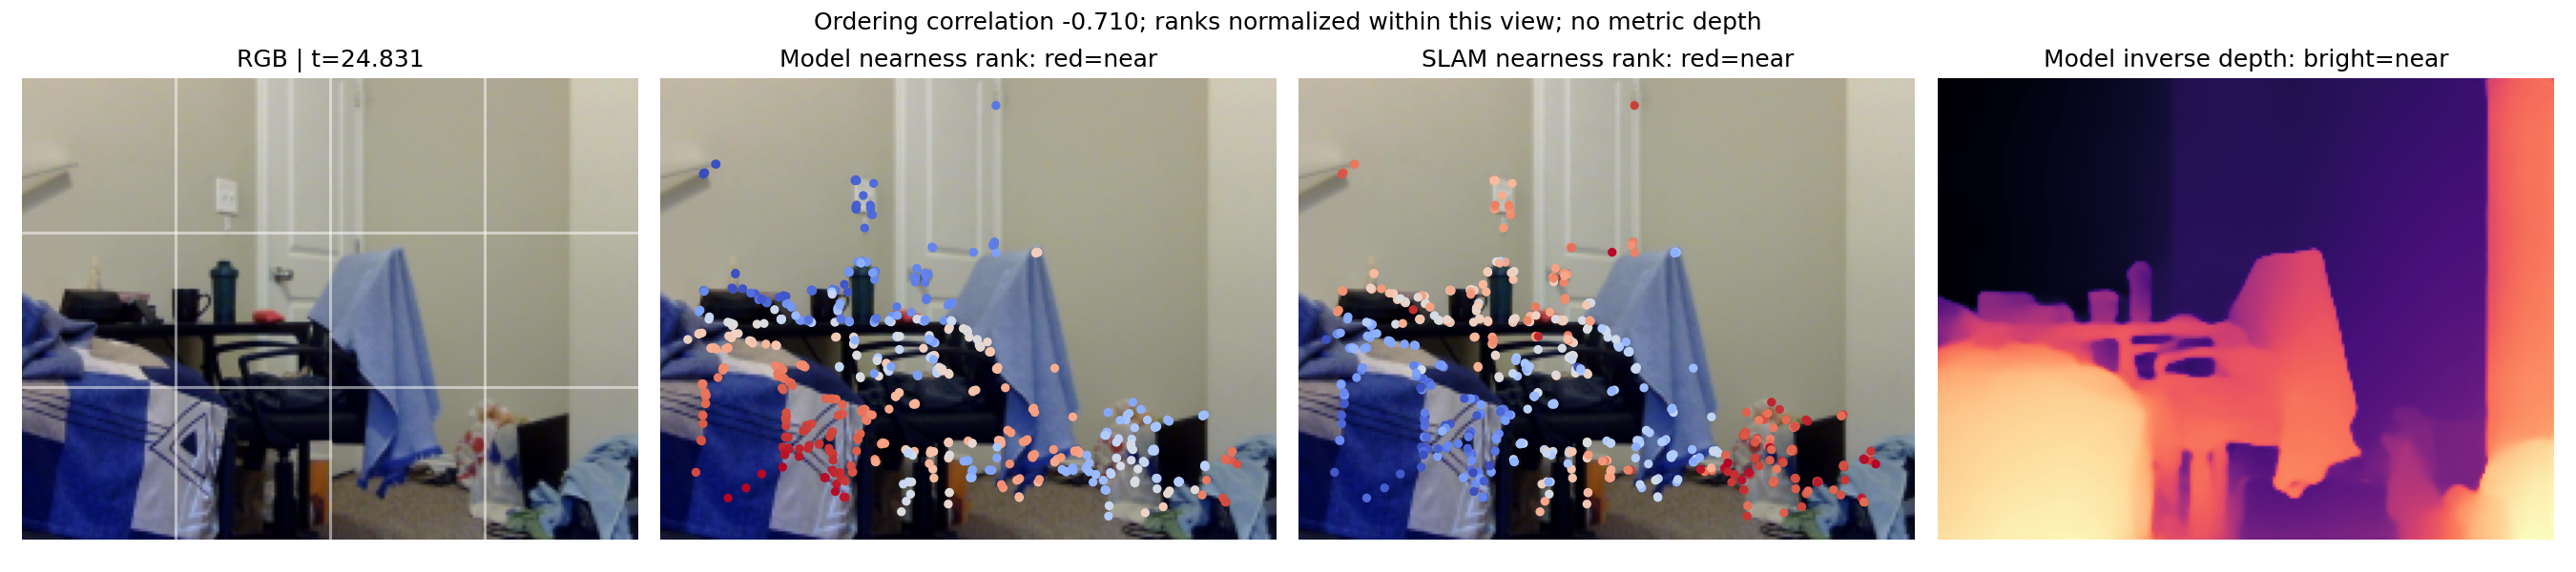 Ordering correlation -0.710; ranks normalized within this view; no metric depth
RGB | t=24.831
Model nearness rank: red=near
SLAM nearness rank: red=near
Model inverse depth: bright=near